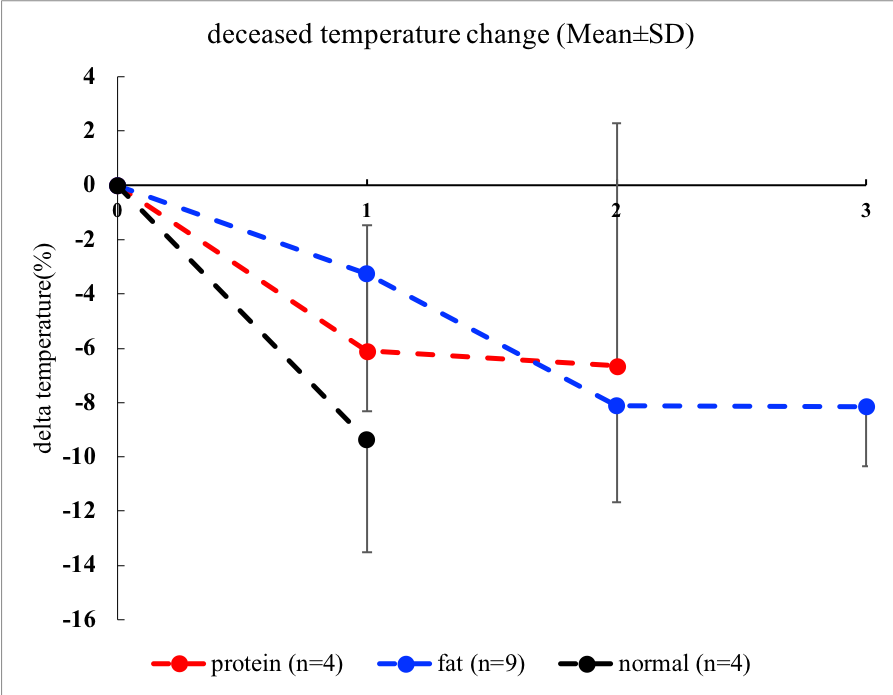 deceased temperature change (Mean±SD)
4
2
0
-2
-4
-6
-8
-10
-12
-14
-16
delta temperature(%)
0 1 2 3
protein (n=4) fat (n=9) normal (n=4)